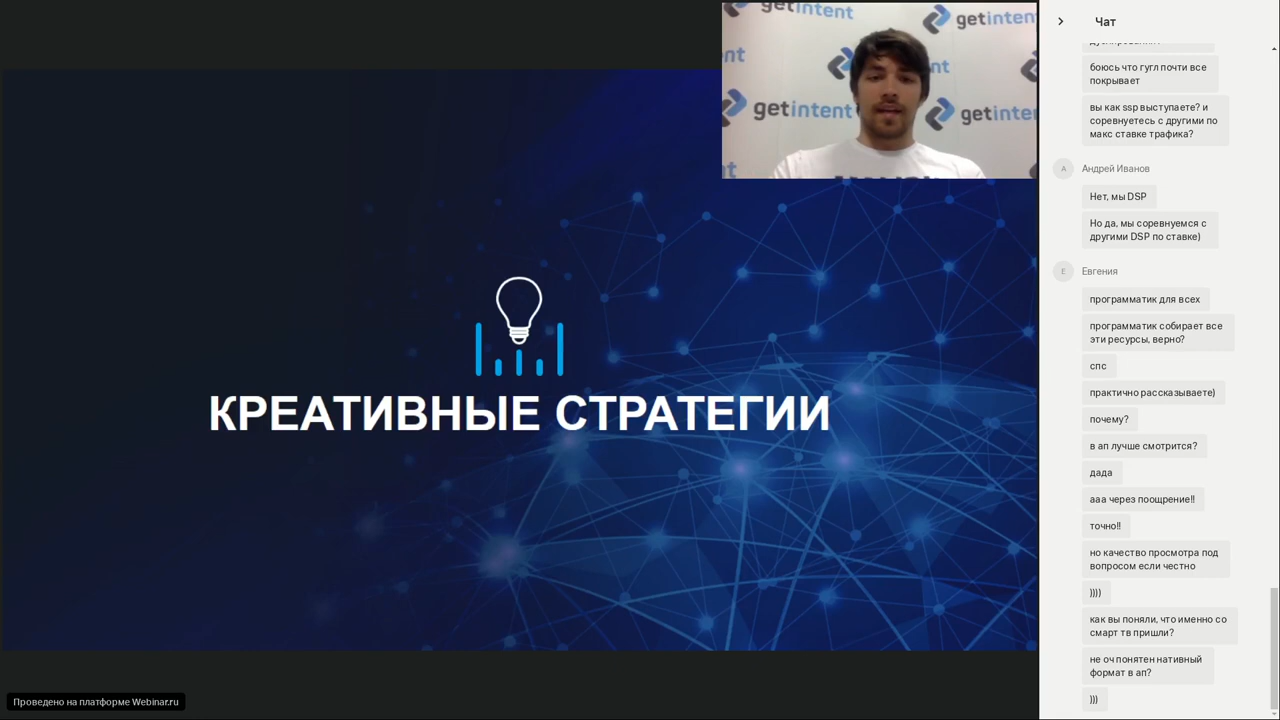 getintent
getintent
getintent
getintent
Чат
боюсь что гугл почти все
покрывает
вы как ssp выступаете? и
соревнуетесь с другими по
макс ставке трафика?
А
Андрей Иванов
Нет, мы DSP
Но да, мы соревнуемся с
другими DSP по ставке)
Е
Евгения
программатик для всех
программатик собирает все
эти ресурсы, верно?
спс
практично рассказываете)
почему?
в ап лучше смотрится?
дада
ааа через поощрение!!
точно!!
но качество просмотра под
вопросом если честно
))))
как вы поняли, что именно со
смарт тв пришли?
не оч понятен нативный
формат в ап?
)))
КРЕАТИВНЫЕ СТРАТЕГИИ
Проведено на платформе Webinar.ru